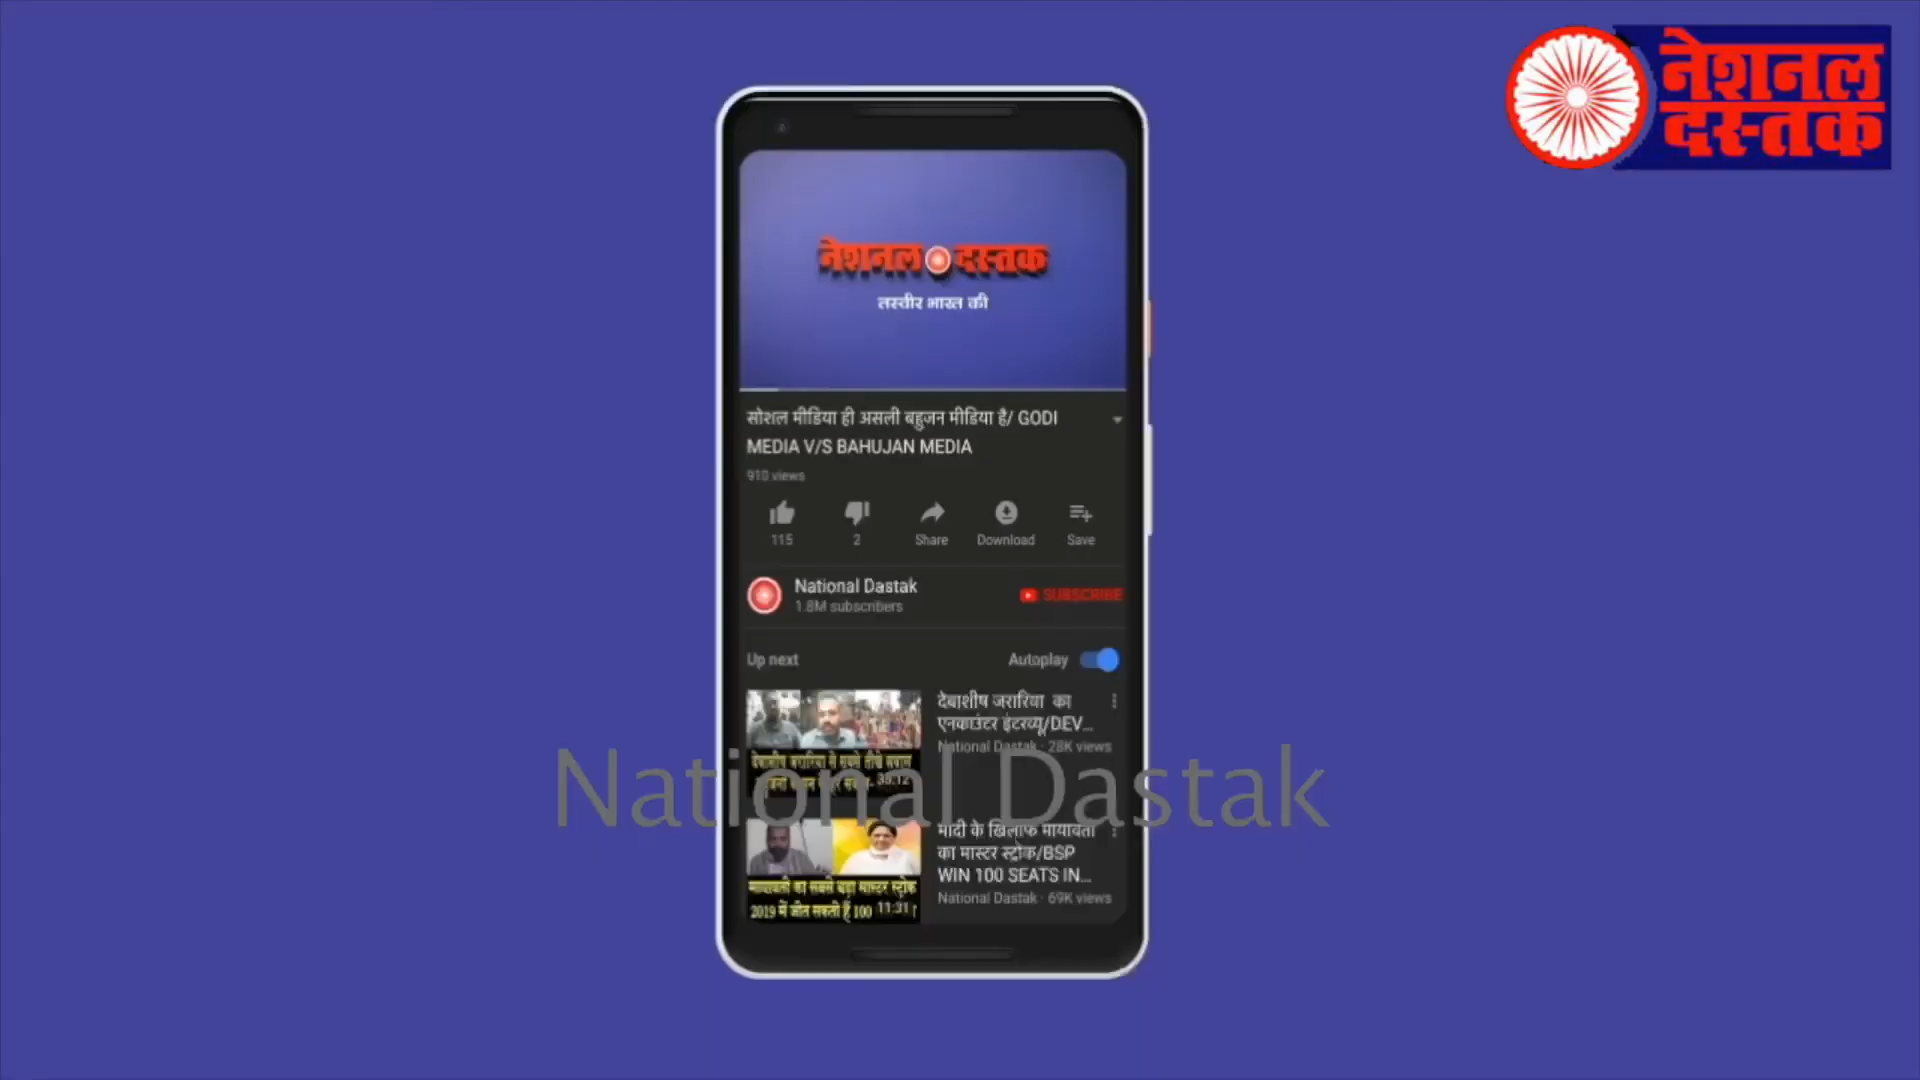 नेशनल
दस्तक
नेशनल दस्तक
तस्वीर भारत की
सोशल मीडिया ही असली बहुजन मीडिया है/ GODI
MEDIA V/S BAHUJAN MEDIA
910 views
115
2
Share
Download
Save
National Dastak
1.8M subscribers
SUBSCRIBE
Up next
Autoplay
देबाशीष जरारिया का
एनकाउंटर इंटरव्यू/DEV...
National Dastak · 28K views
39:12
National Dastak
मोदी के खिलाफ मायावती
का मास्टर स्ट्रोक/BSP
WIN 100 SEATS IN...
National Dastak · 69K views
मायावती का सबसे बड़ा मास्टर स्ट्रोक
2019 में जीत सकती हैं 100
11:31